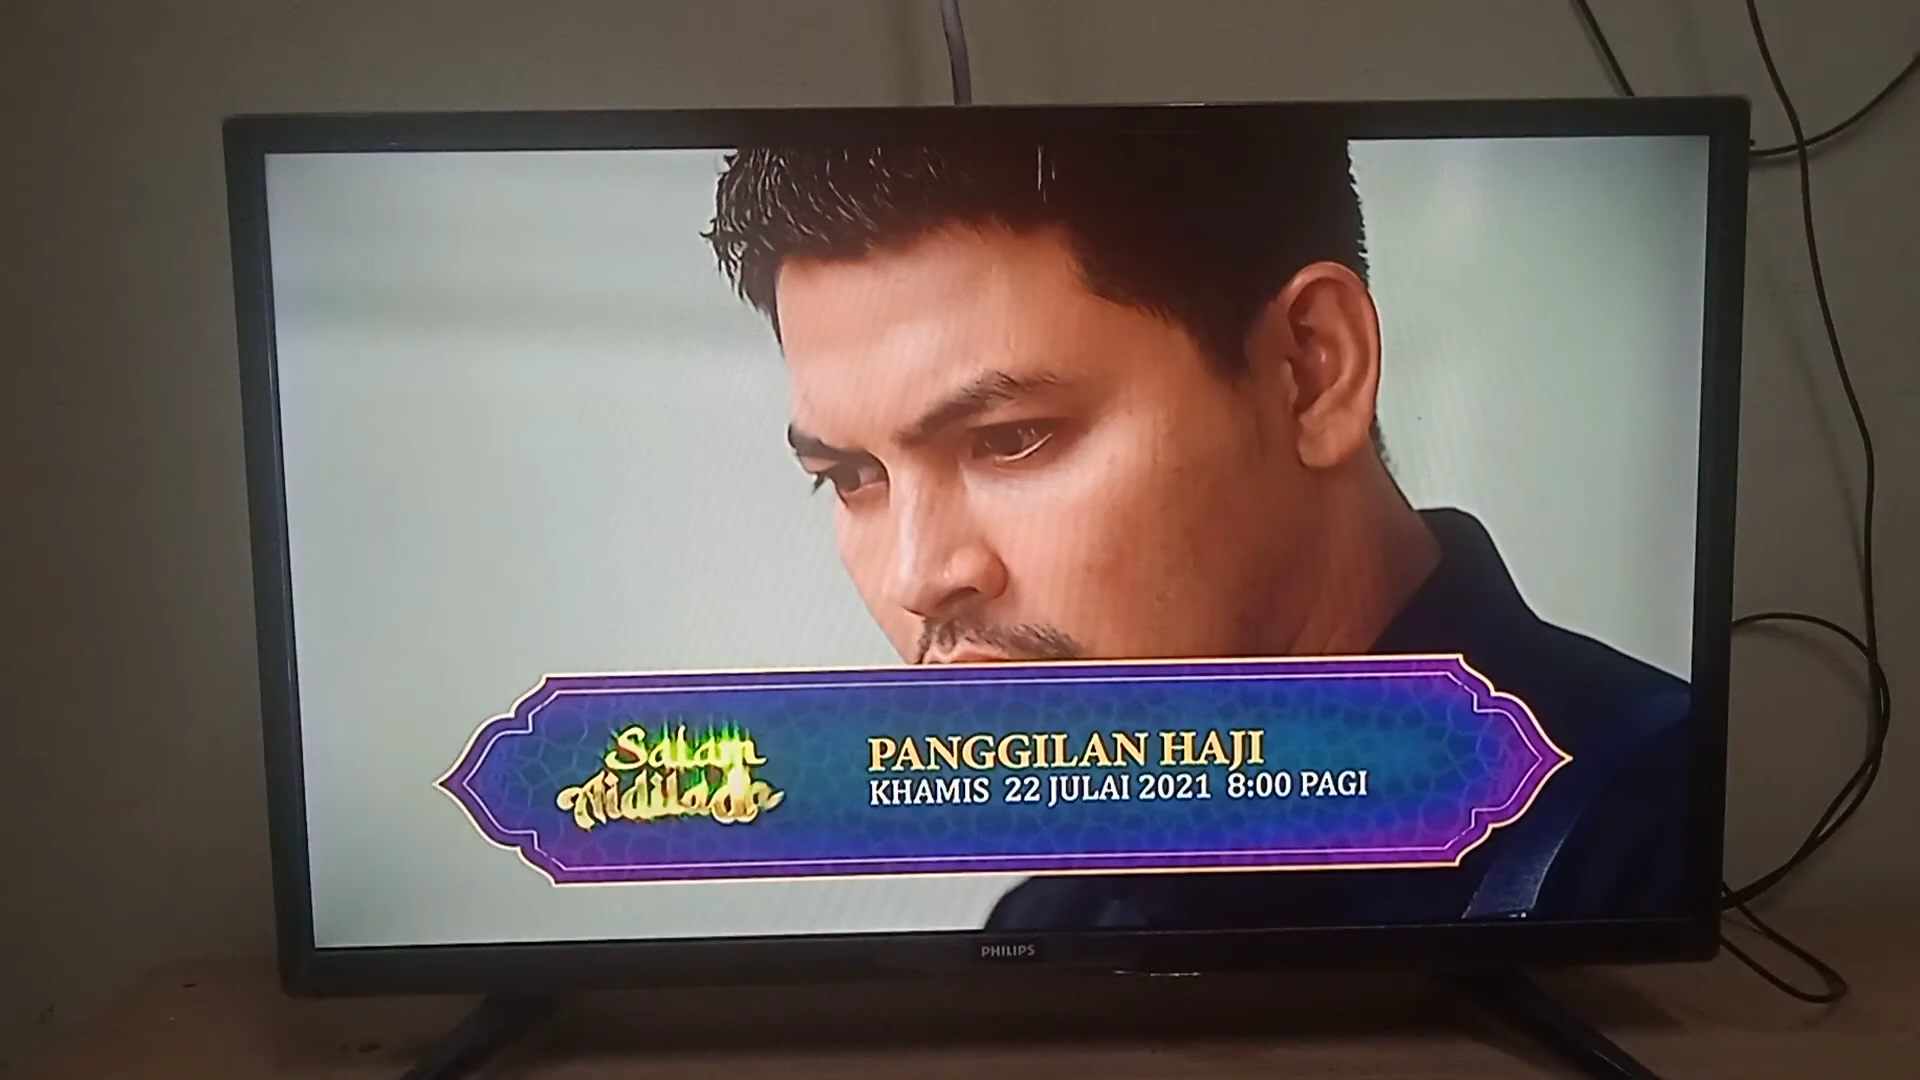 Salam
Aidiladha
PANGGILAN HAJI
KHAMIS 22 JULAI 2021 8:00 PAGI
PHILIPS